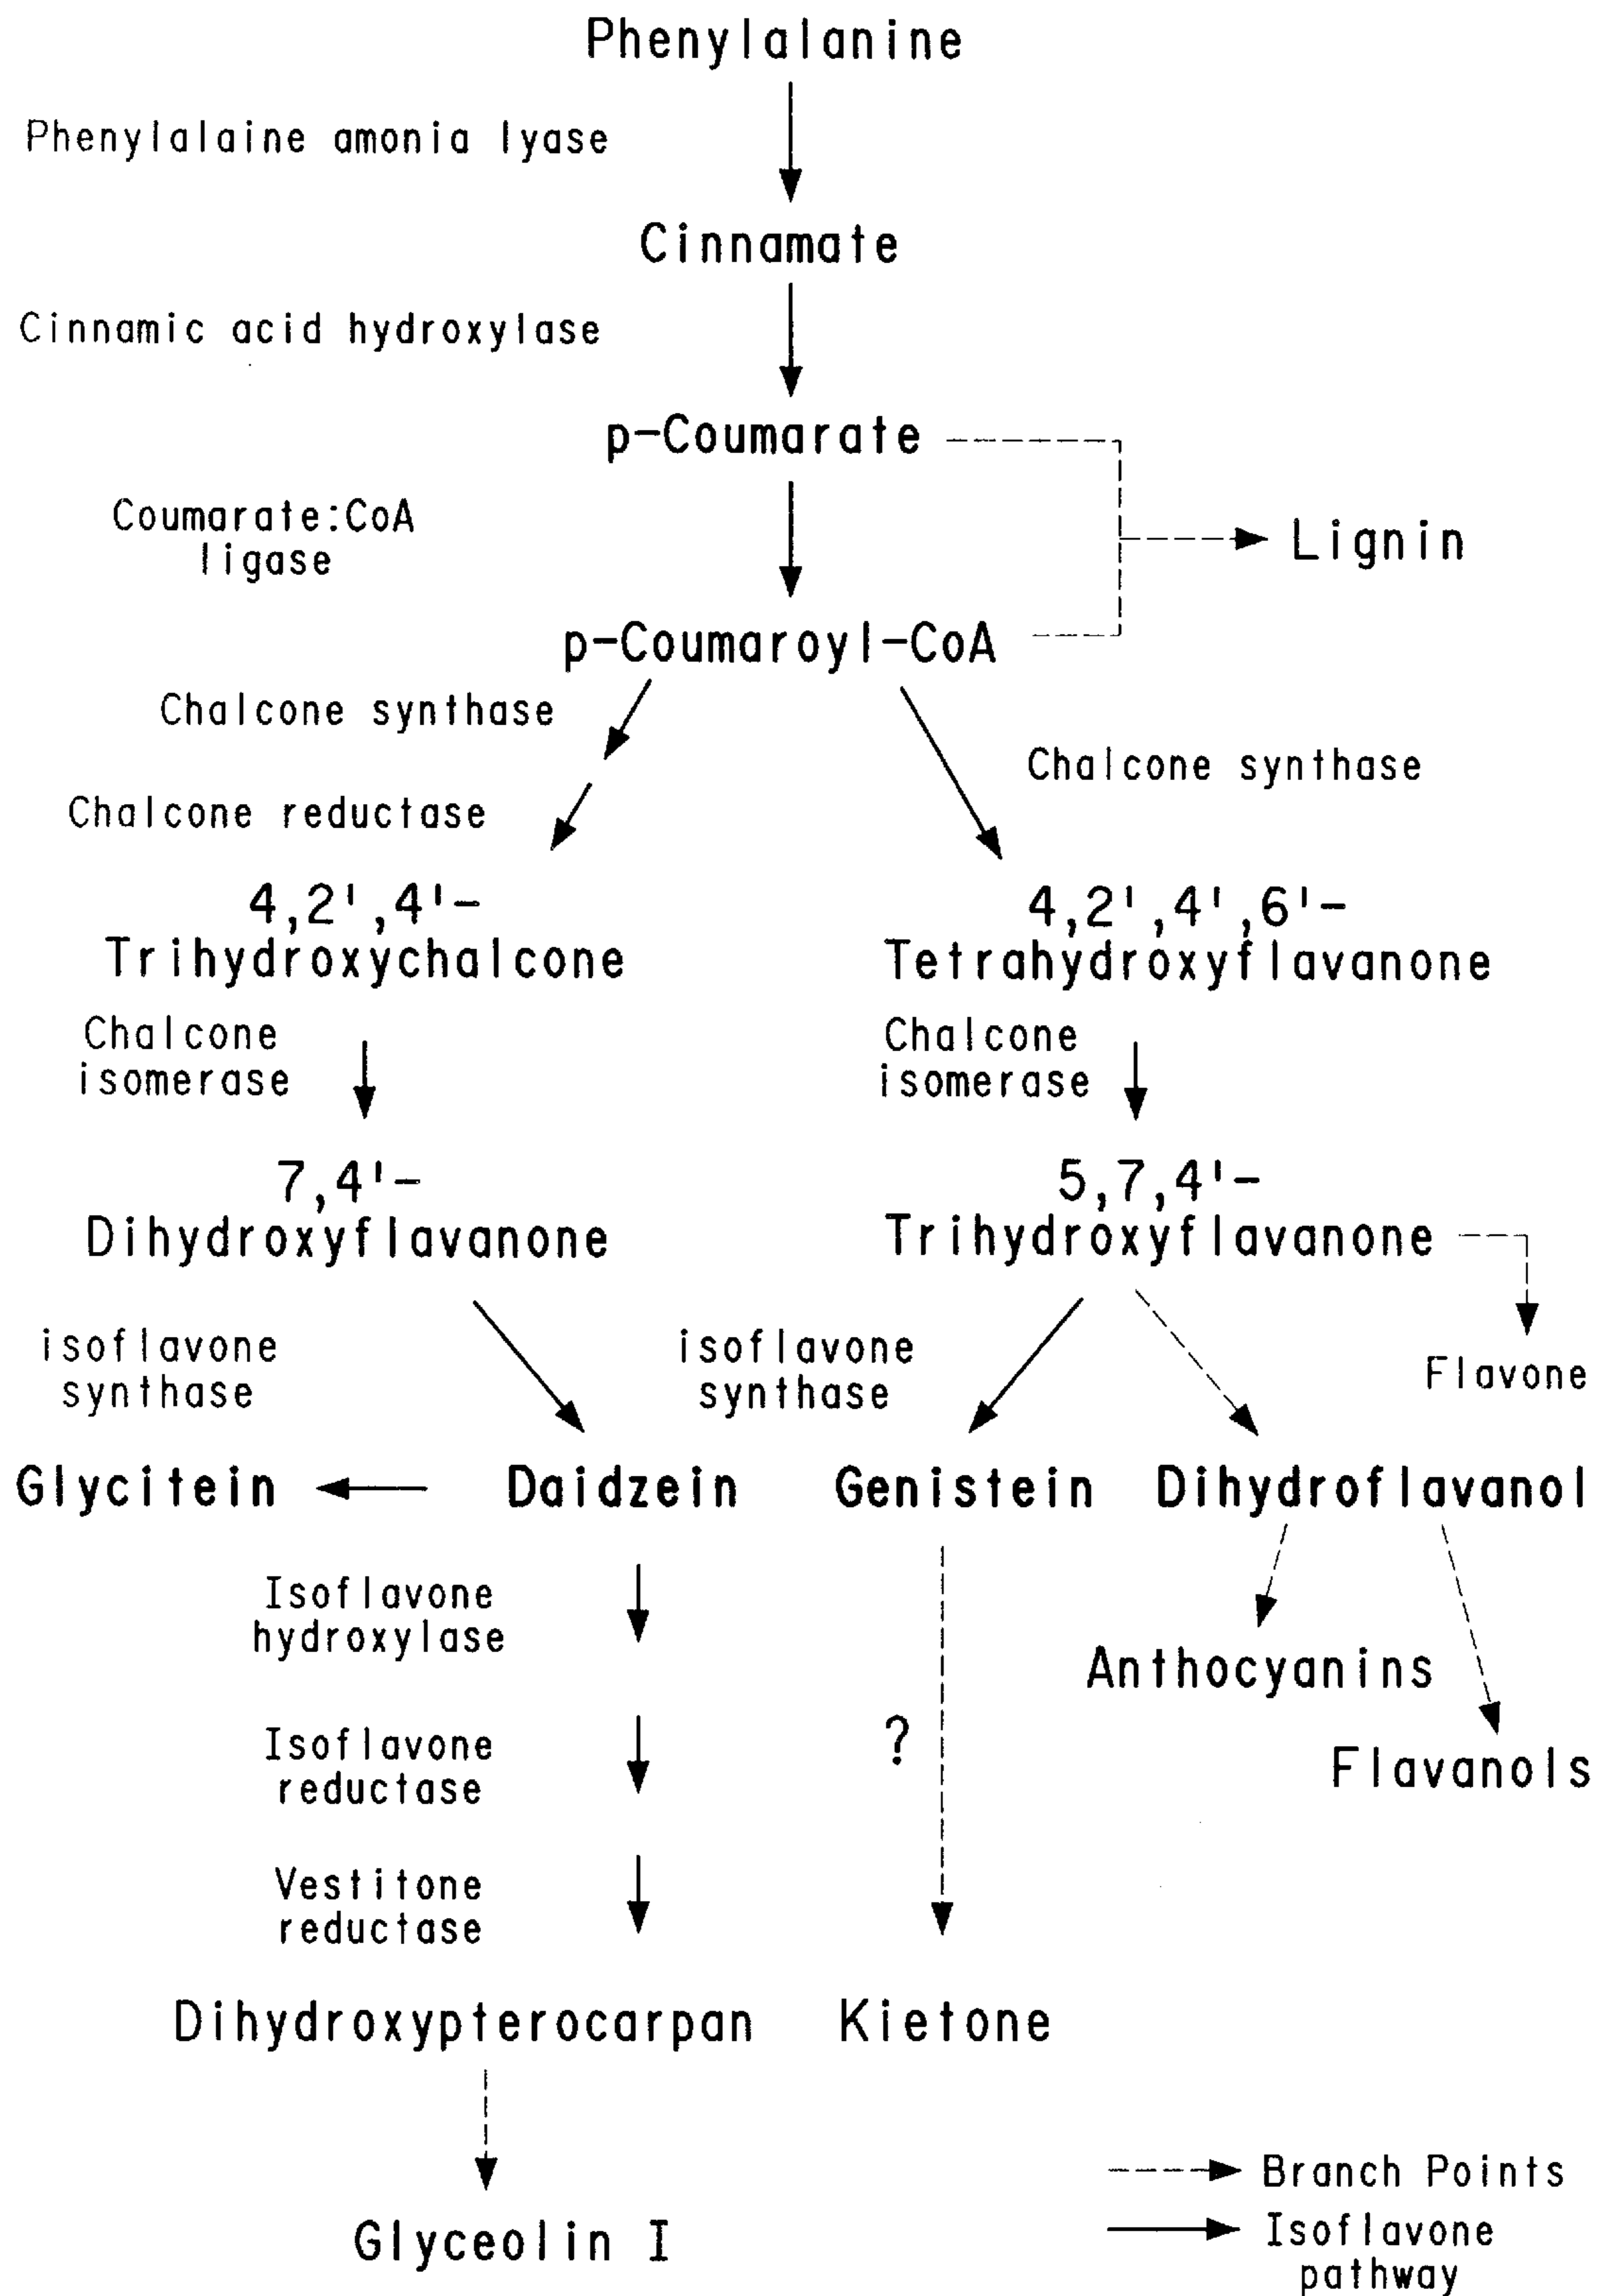 Phenylalanine
Phenylalaine amonia lyase
Cinnamate
Cinnamic acid hydroxylase
p-Coumarate
Coumarate:CoA
ligase
Lignin
p-Coumaroyl-CoA
Chalcone synthase
Chalcone synthase
Chalcone reductase
4,2',4'-
Trihydroxychalcone
4,2',4',6'-
Tetrahydroxyflavanone
Chalcone
isomerase
Chalcone
isomerase
7,4'-
Dihydroxyflavanone
5,7,4'-
Trihydroxyflavanone
isoflavone
synthase
isoflavone
synthase
Flavone
Glycitein
Daidzein
Genistein
Dihydroflavanol
Isoflavone
hydroxylase
Anthocyanins
Isoflavone
reductase
?
Flavanols
Vestitone
reductase
Dihydroxypterocarpan
Kietone
Glyceolin I
Branch Points
Isoflavone
pathway